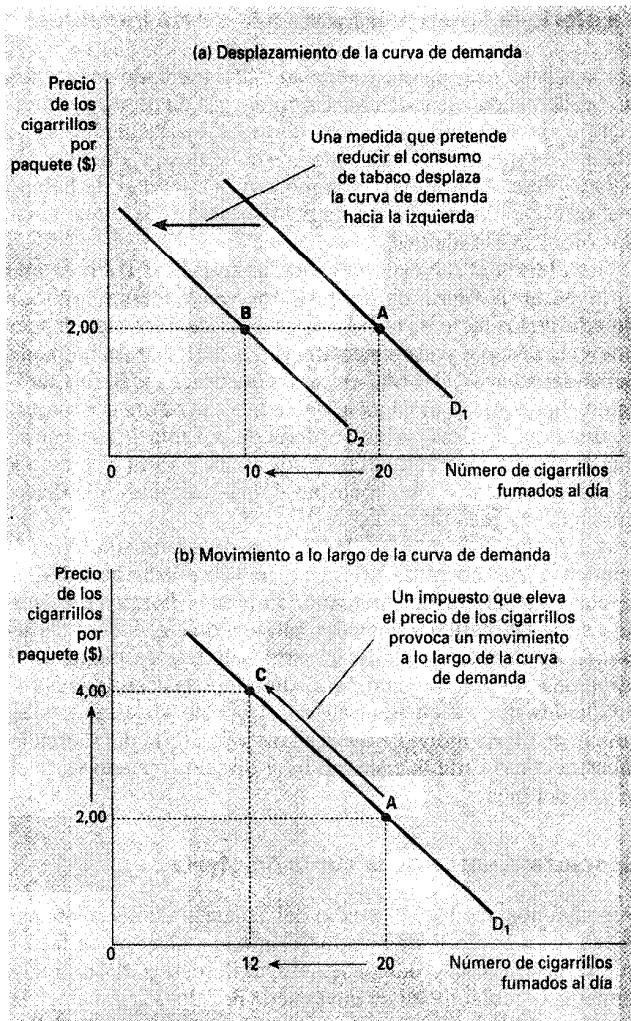 (a) Desplazamiento de la curva de demanda
Precio
de los
cigarrillos
por
paquete ($)
Una medida que pretende
reducir el consumo
de tabaco desplaza
la curva de demanda
hacia la izquierda
B
A
2,00
D₂
D₁
0
10
20
Número de cigarrillos
fumados al día
(b) Movimiento a lo largo de la curva de demanda
Precio
de los
cigarrillos
por
paquete ($)
Un impuesto que eleva
el precio de los cigarrillos
provoca un movimiento
a lo largo de la curva
de demanda
4,00
C
2,00
A
D₁
0
12
20
Número de cigarrillos
fumados al día